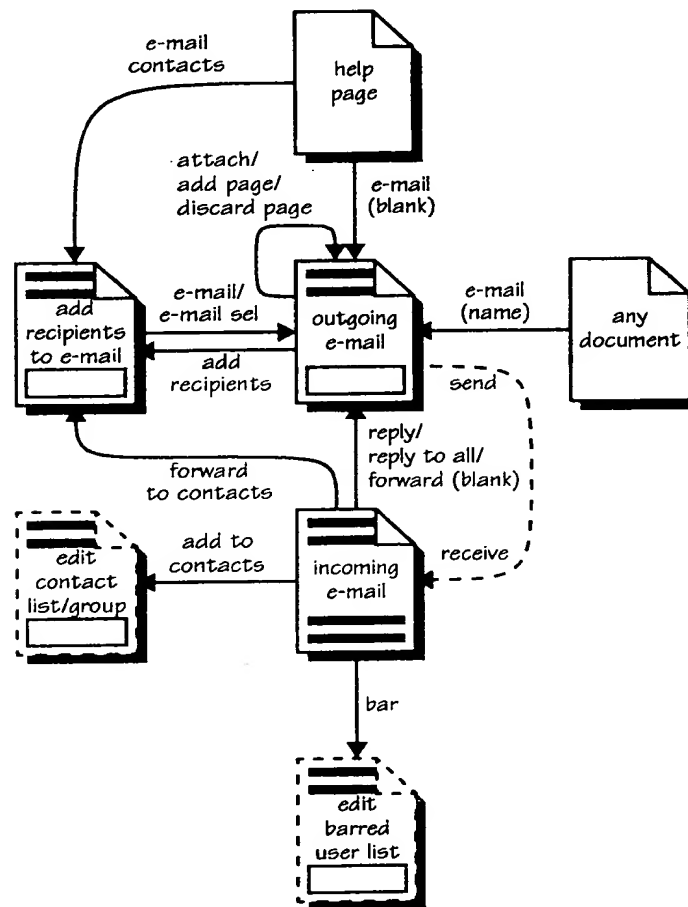 e-mail
contacts
help
page
attach/
add page/
discard page
e-mail
(blank)
add
recipients
to e-mail
e-mail/
e-mail sel
add
recipients
outgoing
e-mail
e-mail
(name)
any
document
send
reply/
reply to all/
forward (blank)
forward
to contacts
edit
contact
list/group
add to
contacts
incoming
e-mail
receive
bar
edit
barred
user list